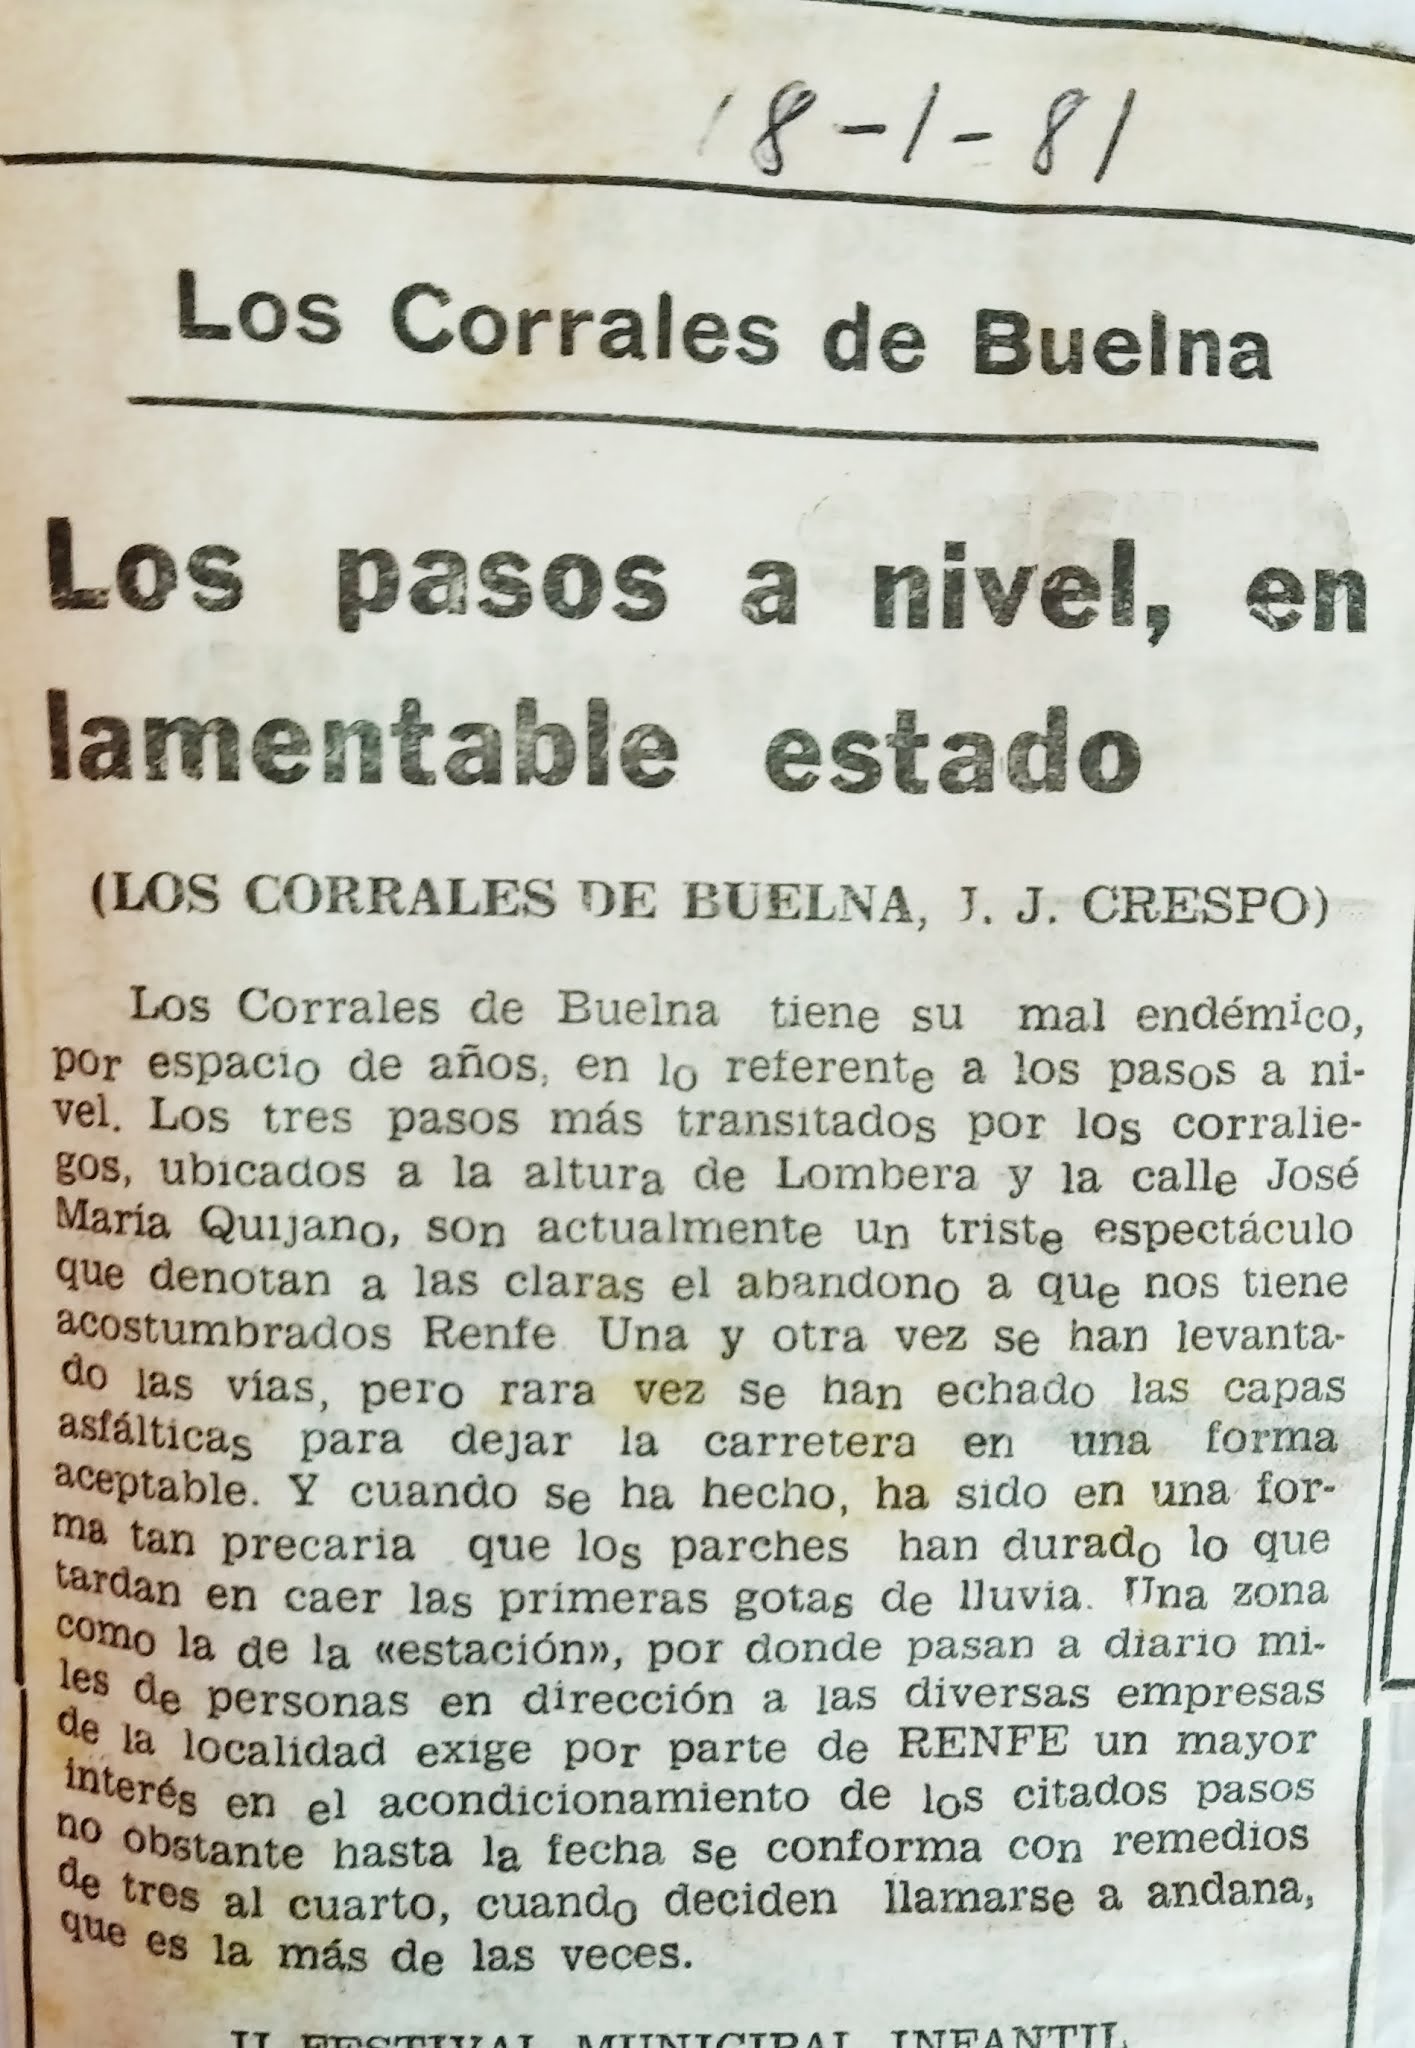 18-1-81
Los Corrales de Buelna
Los pasos a nivel, en
lamentable estado
(LOS CORRALES DE BUELNA, J. J. CRESPO)
Los Corrales de Buelna tiene su mal endémico,
por espacio de años, en lo referente a los pasos a ni-
vel. Los tres pasos más transitados por los corralie-
gos, ubicados a la altura de Lombera y la calle José
María Quijano, son actualmente un triste espectáculo
que denotan a las claras el abandono a que nos tiene
acostumbrados Renfe. Una y otra vez se han levanta-
do las vías, pero rara vez se han echado las capas
asfálticas para dejar la carretera en una forma
aceptable. Y cuando se ha hecho, ha sido en una for-
ma tan precaria que los parches han durado lo que
tardan en caer las primeras gotas de lluvia. Una zona
como la de la «estación», por donde pasan a diario mi-
les de personas en dirección a las diversas empresas
de la localidad exige por parte de RENFE un mayor
interés en el acondicionamiento de los citados pasos
no obstante hasta la fecha se conforma con remedios
de tres al cuarto, cuando deciden llamarse a andana,
que es la más de las veces.
II FESTIVAL MUNICIPAL INFANTIL